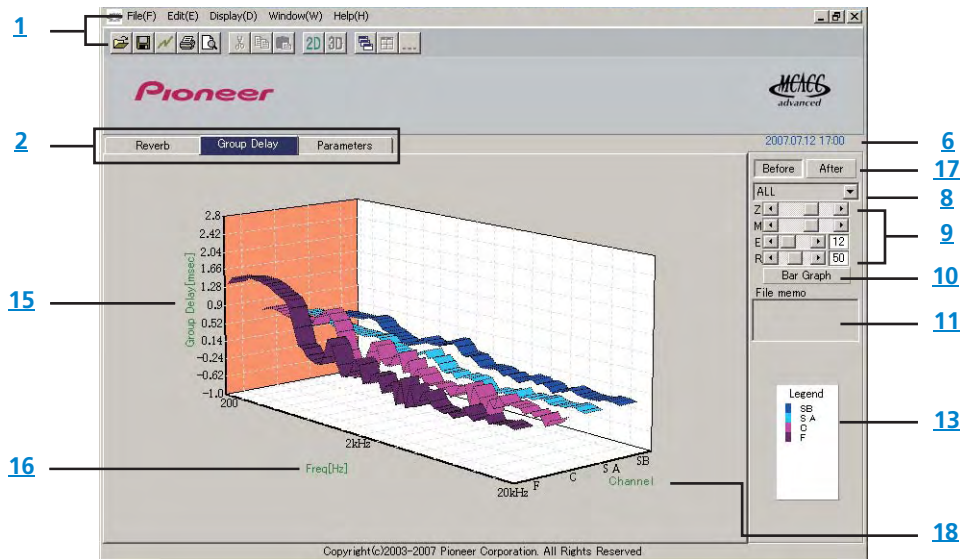 File(F) Edit(E) Display(D) Window(W) Help(H)
1
2D 3D
Pioneer
MCACC
advanced
2
Reverb Group Delay Parameters
2007.07.12 17:00
6
Before After
17
ALL
8
Z
M
9
E 12
R 50
Bar Graph
10
File memo
11
15
Group Delay[msec]
2.8
2.42
2.04
1.66
1.28
0.9
0.52
0.14
-0.24
-0.62
-1.0
200
2kHz
20kHz
Freq[Hz]
16
F
C
S A
SB
Channel
18
Legend
SB
S A
C
F
13
Copyright(c)2003-2007 Pioneer Corporation. All Rights Reserved